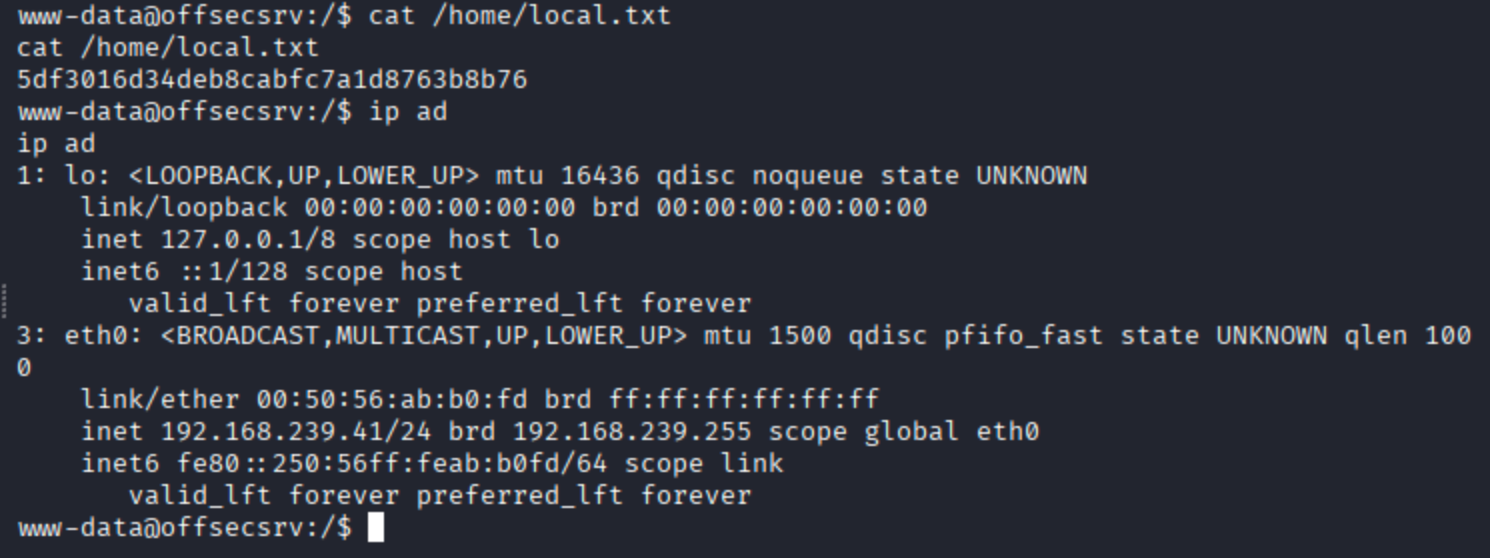 www-data@offsecsrv:/$ cat /home/local.txt
cat /home/local.txt
5df3016d34deb8cabfc7a1d8763b8b76
www-data@offsecsrv:/$ ip ad
ip ad
1: lo: <LOOPBACK,UP,LOWER_UP> mtu 16436 qdisc noqueue state UNKNOWN
    link/loopback 00:00:00:00:00:00 brd 00:00:00:00:00:00
    inet 127.0.0.1/8 scope host lo
    inet6 ::1/128 scope host
       valid_lft forever preferred_lft forever
3: eth0: <BROADCAST,MULTICAST,UP,LOWER_UP> mtu 1500 qdisc pfifo_fast state UNKNOWN qlen 100
0
    link/ether 00:50:56:ab:b0:fd brd ff:ff:ff:ff:ff:ff
    inet 192.168.239.41/24 brd 192.168.239.255 scope global eth0
    inet6 fe80::250:56ff:feab:b0fd/64 scope link
       valid_lft forever preferred_lft forever
www-data@offsecsrv:/$